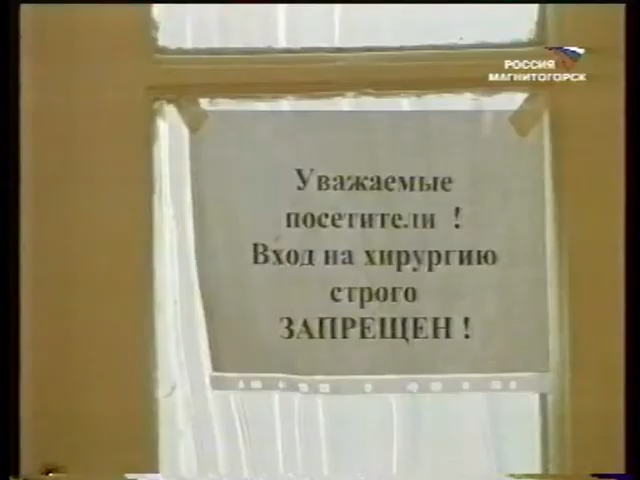 РОССИЯ
МАГНИТОГОРСК
Уважаемые
посетители !
Вход на хирургию
строго
ЗАПРЕЩЕН !